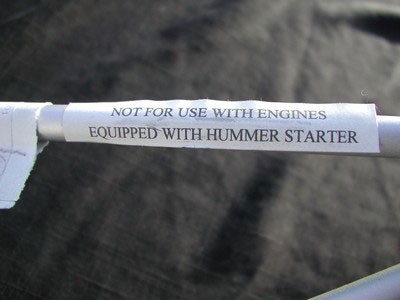 NOT FOR USE WITH ENGINES
EQUIPPED WITH HUMMER STARTER